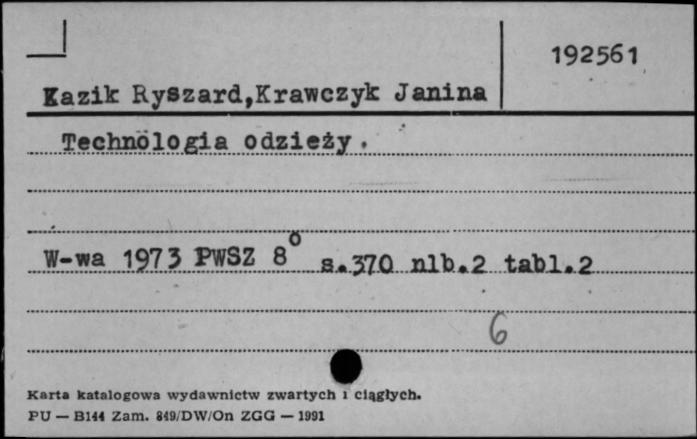 192561
Kazik Ryszard,Krawczyk Janina
Technologia odzieży.
W-wa 1973 PWSZ 8° s.370 nlb.2 tabl.2
6
Karta katalogowa wydawnictw zwartych i ciągłych.
PU — B144 Zam. 849/DW/On ZGG — 1991